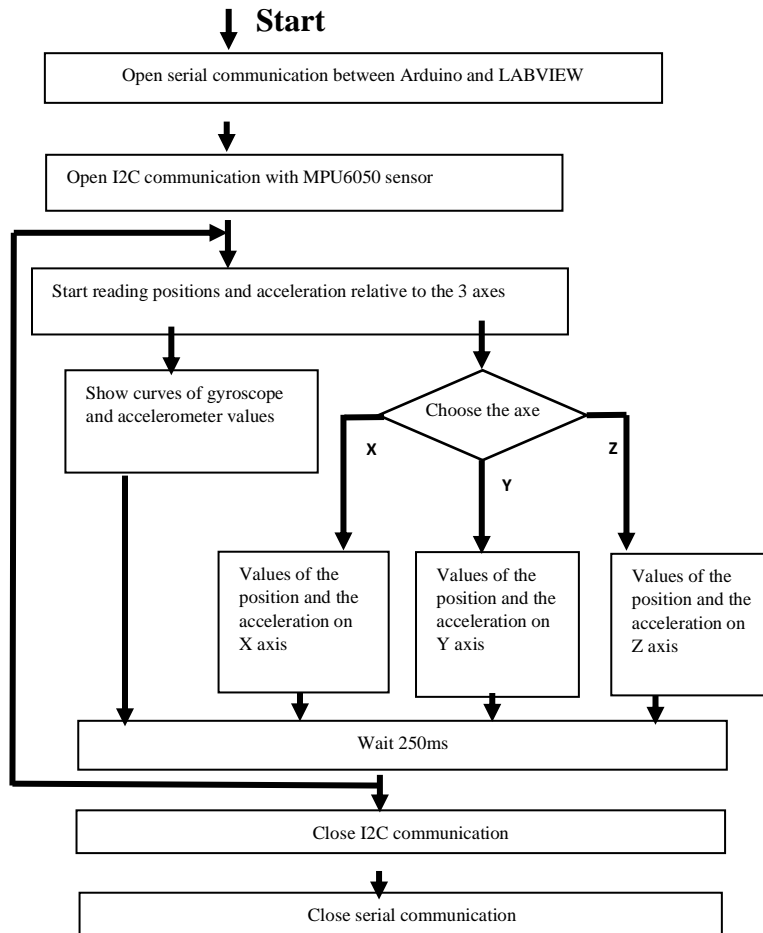 Start
Open serial communication between Arduino and LABVIEW
Open I2C communication with MPU6050 sensor
Start reading positions and acceleration relative to the 3 axes
Show curves of gyroscope
and accelerometer values
Choose the axe
X
Y
Z
Values of the
position and the
acceleration on
X axis
Values of the
position and the
acceleration on
Y axis
Values of the
position and the
acceleration on
Z axis
Wait 250ms
Close I2C communication
Close serial communication